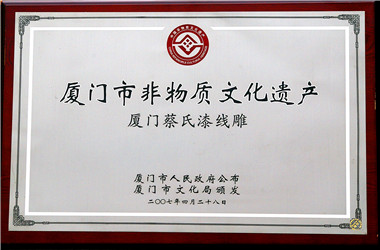 厦门市非物质文化遗产
厦门蔡氏漆线雕
厦门市人民政府公布
厦门市文化局颁发
二〇〇七年四月二十八日